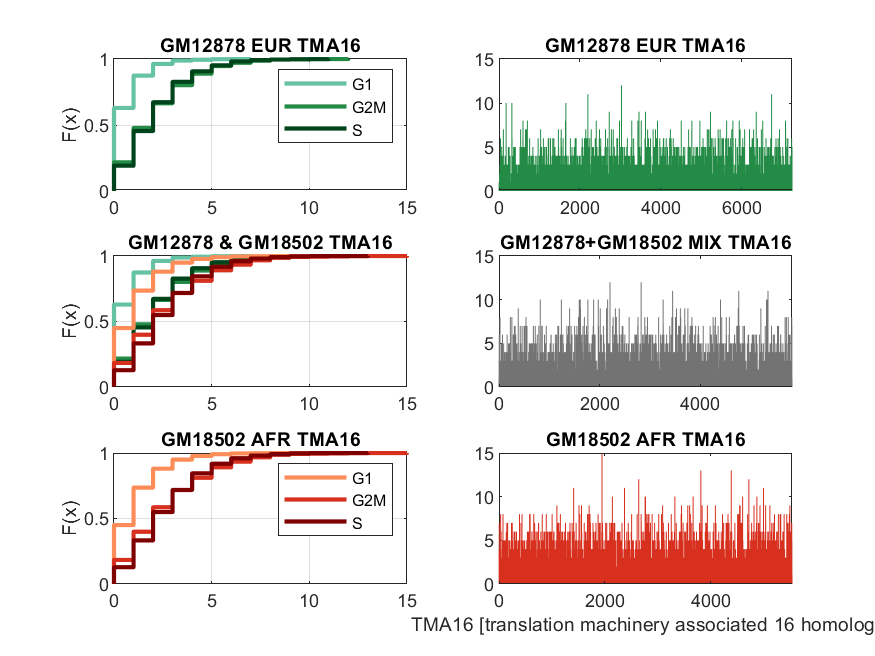 GM12878 EUR TMA16
1
0.5
0
F(x)
0
5
10
15
G1
G2M
S
GM12878 EUR TMA16
15
10
5
0
0
2000
4000
6000
GM12878 & GM18502 TMA16
1
0.5
0
F(x)
0
5
10
15
GM12878+GM18502 MIX TMA16
15
10
5
0
0
2000
4000
GM18502 AFR TMA16
1
0.5
0
F(x)
0
5
10
15
G1
G2M
S
GM18502 AFR TMA16
15
10
5
0
0
2000
4000
TMA16 [translation machinery associated 16 homolog